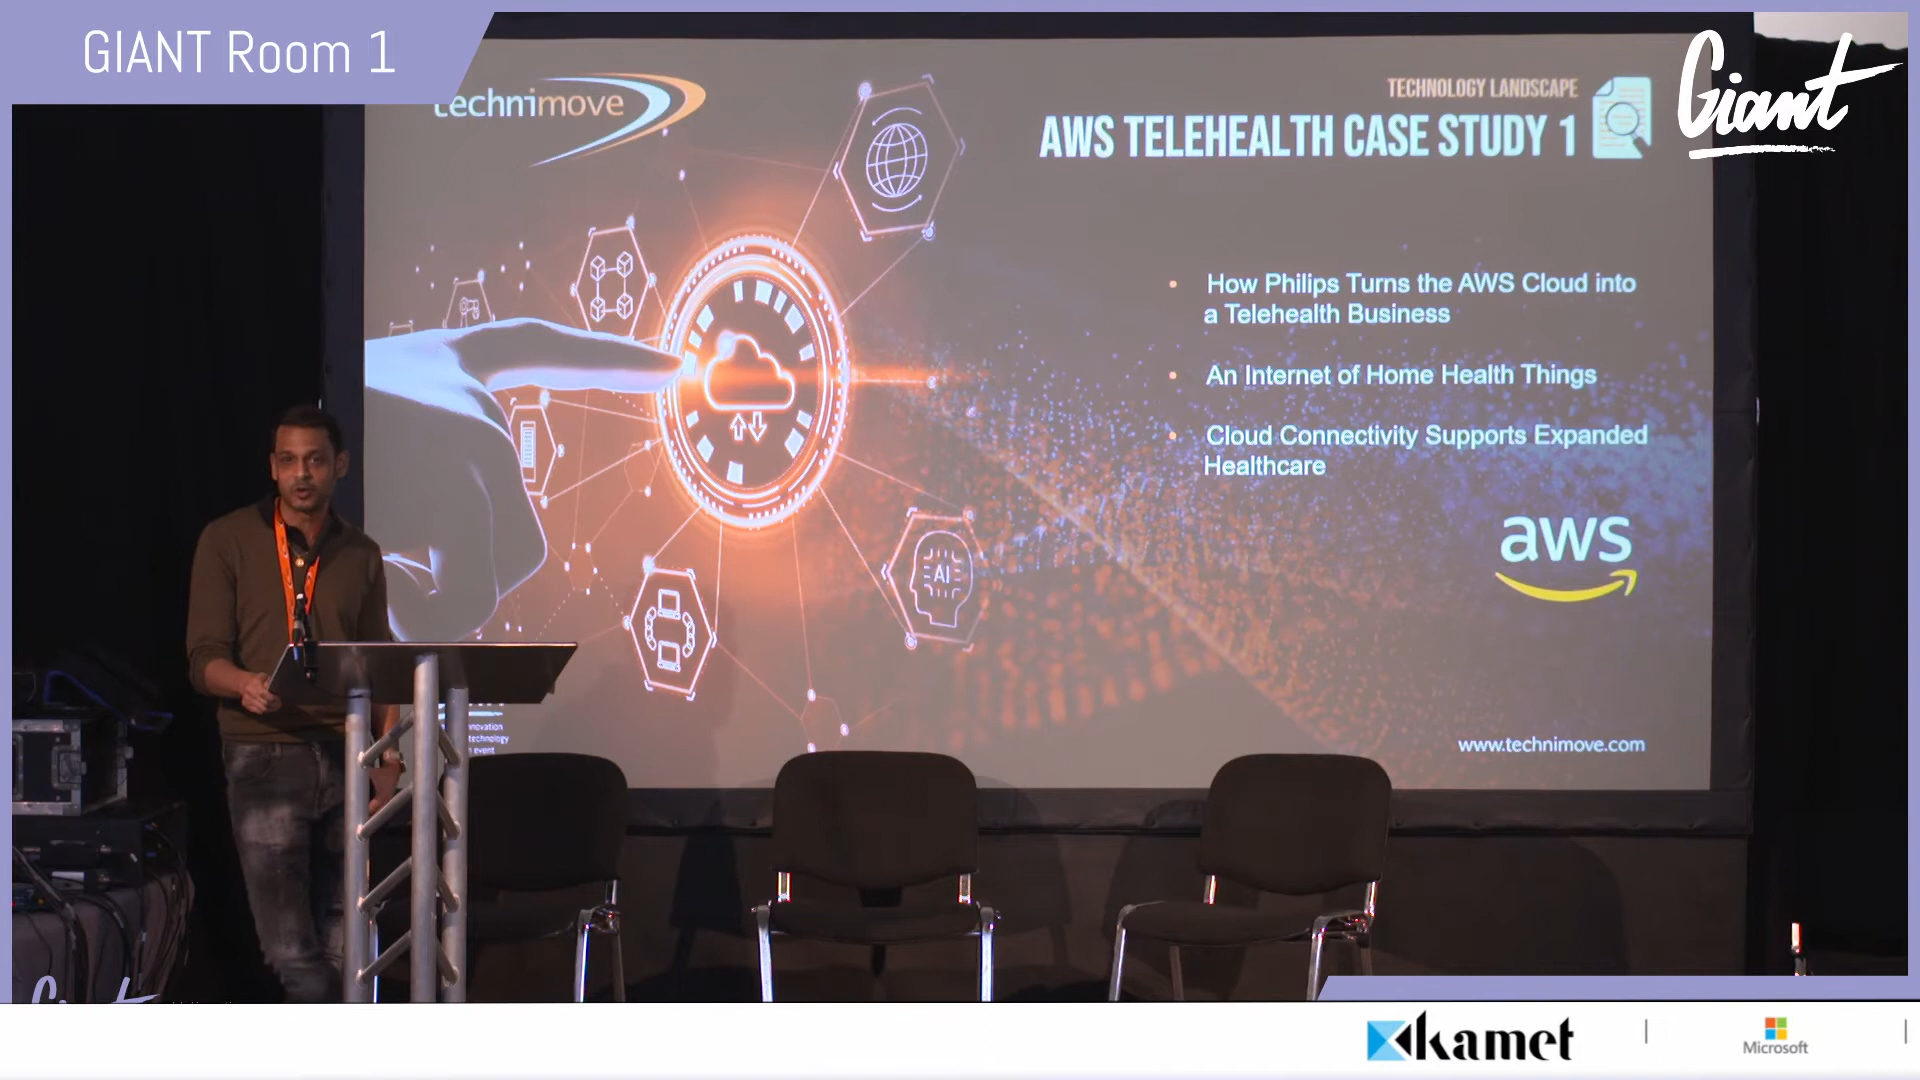 GIANT Room 1
technimove
TECHNOLOGY LANDSCAPE
AWS TELEHEALTH CASE STUDY 1
Giant
• How Philips Turns the AWS Cloud into
a Telehealth Business
• An Internet of Home Health Things
• Cloud Connectivity Supports Expanded
Healthcare
AI
aws
technology
event
www.technimove.com
kamet
Microsoft